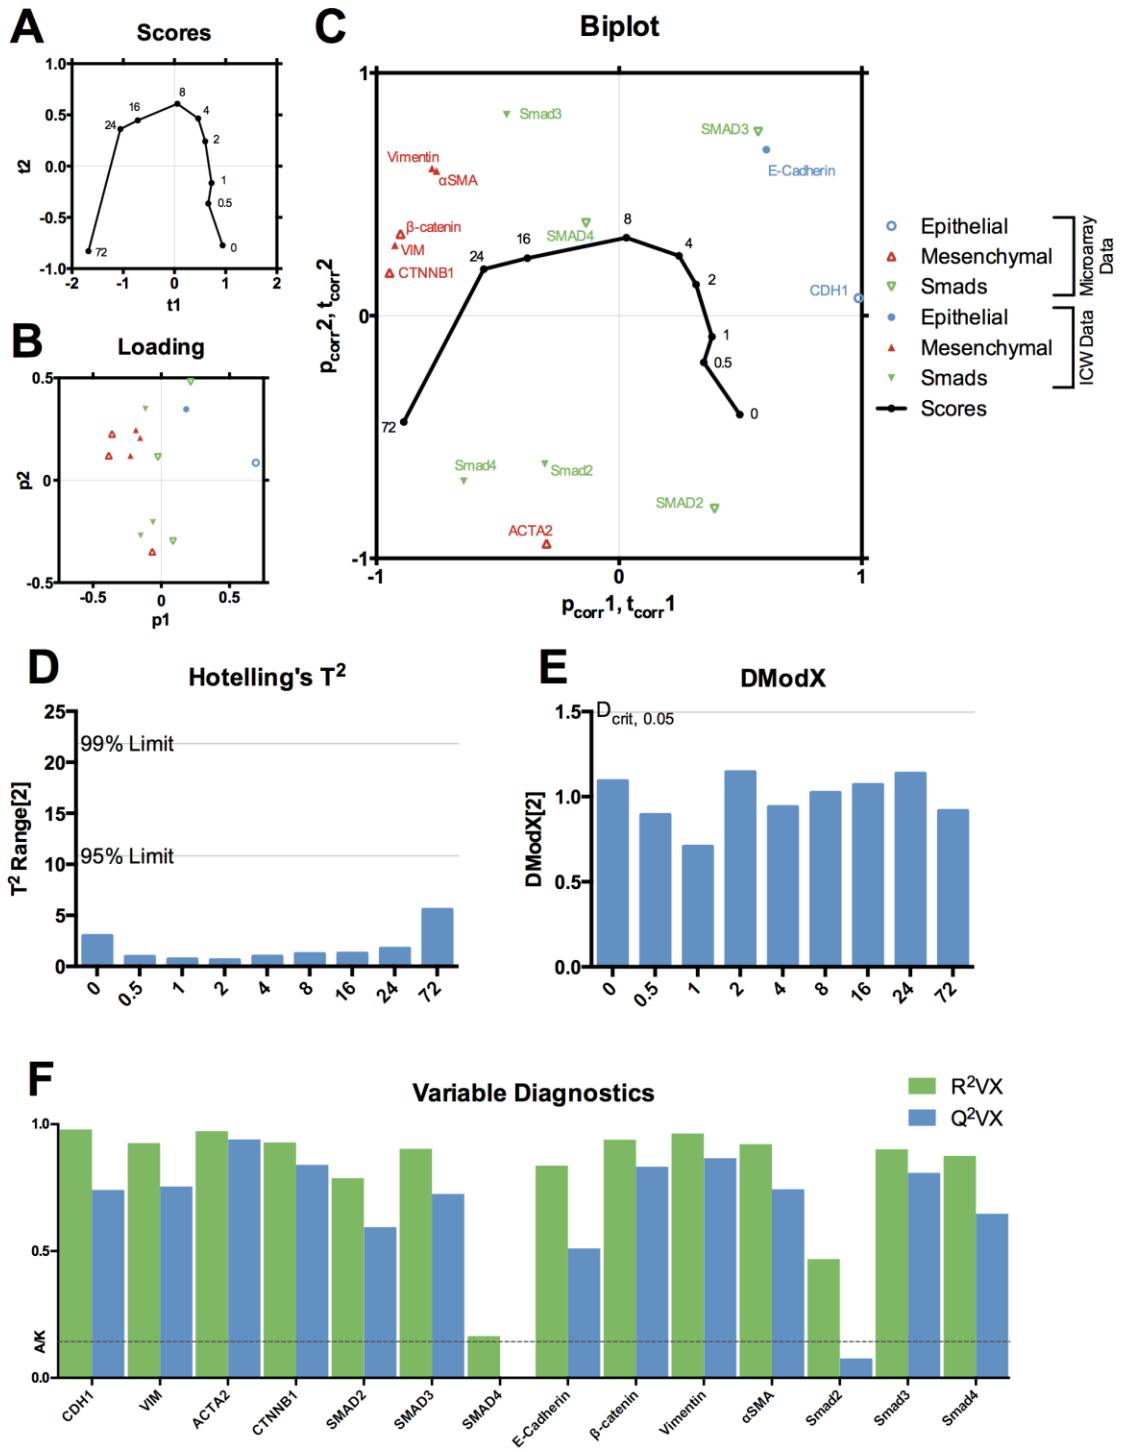 A
Scores
1.0
0.5
0.0
-0.5
-1.0
t2
-2
-1
0
1
2
t1
8
16
24
4
2
1
0.5
0
72
B
Loading
0.5
0
-0.5
p2
-0.5
0
0.5
p1
C
Biplot
1
0
-1
pcorr2, tcorr2
-1
0
1
pcorr1, tcorr1
Smad3
SMAD3
E-Cadherin
Vimentin
αSMA
β-catenin
VIM
CTNNB1
SMAD4
CDH1
8
16
24
4
2
1
0.5
0
72
Smad4
Smad2
SMAD2
ACTA2
Epithelial
Mesenchymal
Smads
Microarray
Data
Epithelial
Mesenchymal
Smads
ICW Data
Scores
D
Hotelling's T2
25
20
15
10
5
0
T2 Range[2]
99% Limit
95% Limit
0
0.5
1
2
4
8
16
24
72
E
DModX
1.5
1.0
0.5
0.0
DModX[2]
Dcrit, 0.05
0
0.5
1
2
4
8
16
24
72
F
Variable Diagnostics
R2VX
Q2VX
1.0
0.5
A/K
0.0
CDH1
VIM
ACTA2
CTNNB1
SMAD2
SMAD3
SMAD4
E-Cadherin
β-catenin
Vimentin
αSMA
Smad2
Smad3
Smad4